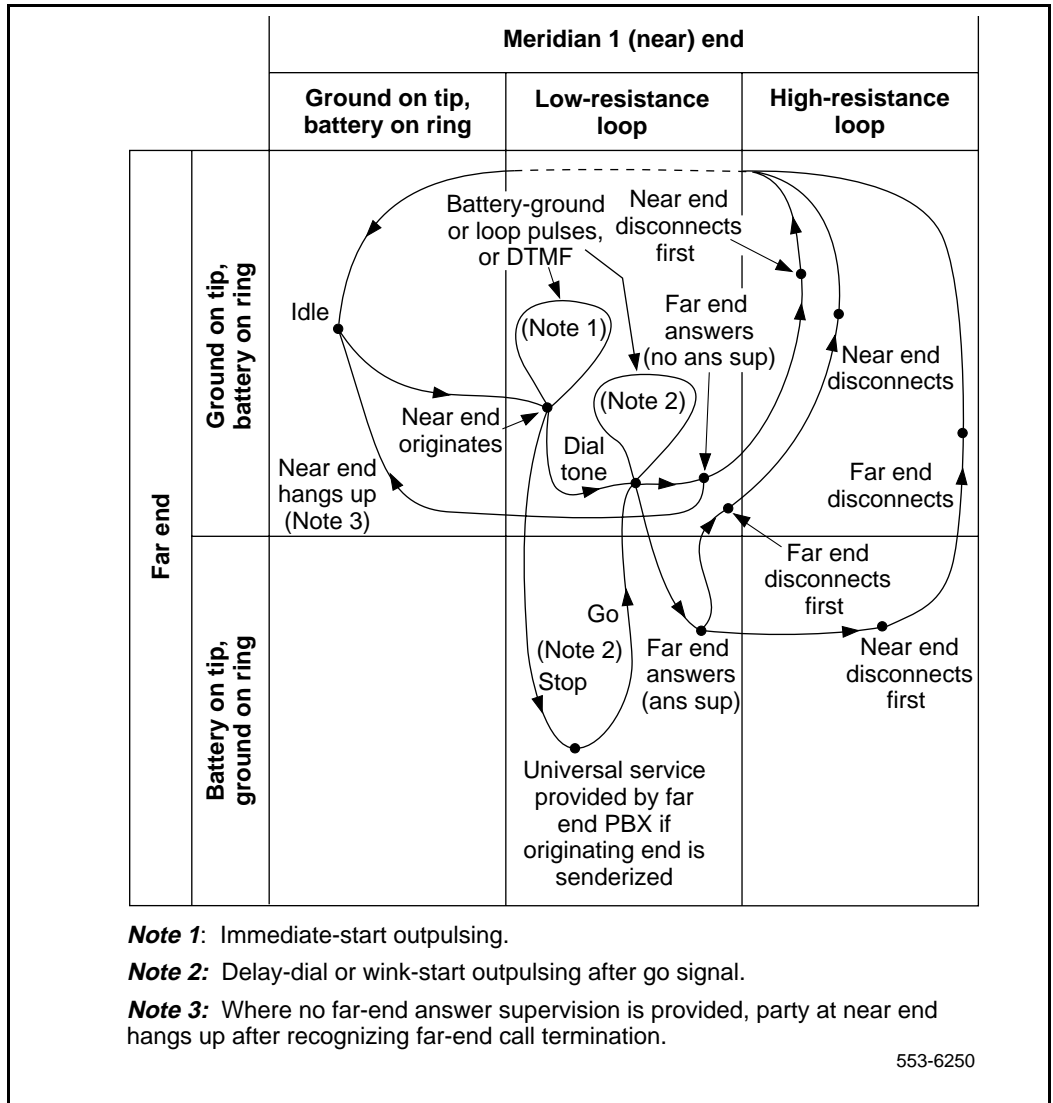 Meridian 1 (near) end
Ground on tip,
battery on ring
Low-resistance
loop
High-resistance
loop
Far end
Ground on tip,
battery on ring
Battery on tip,
ground on ring
Battery-ground
or loop pulses,
or DTMF
Near end
disconnects
first
Idle
(Note 1)
Far end
answers
(no ans sup)
Near end
disconnects
(Note 2)
Near end
originates
Dial
tone
Near end
hangs up
(Note 3)
Far end
disconnects
Far end
disconnects
first
Go
(Note 2)
Stop
Far end
answers
(ans sup)
Near end
disconnects
first
Universal service
provided by far
end PBX if
originating end is
senderized
Note 1: Immediate-start outpulsing.
Note 2: Delay-dial or wink-start outpulsing after go signal.
Note 3: Where no far-end answer supervision is provided, party at near end
hangs up after recognizing far-end call termination.
553-6250